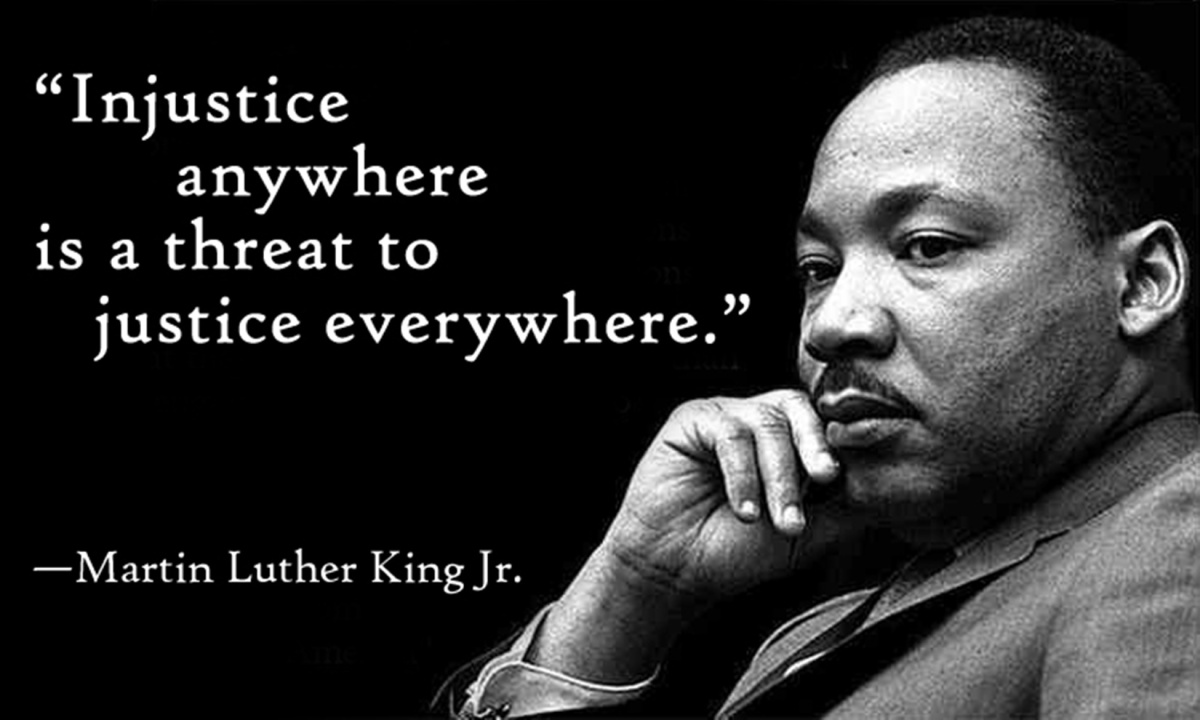 “Injustice
anywhere
is a threat to
justice everywhere.”
—Martin Luther King Jr.